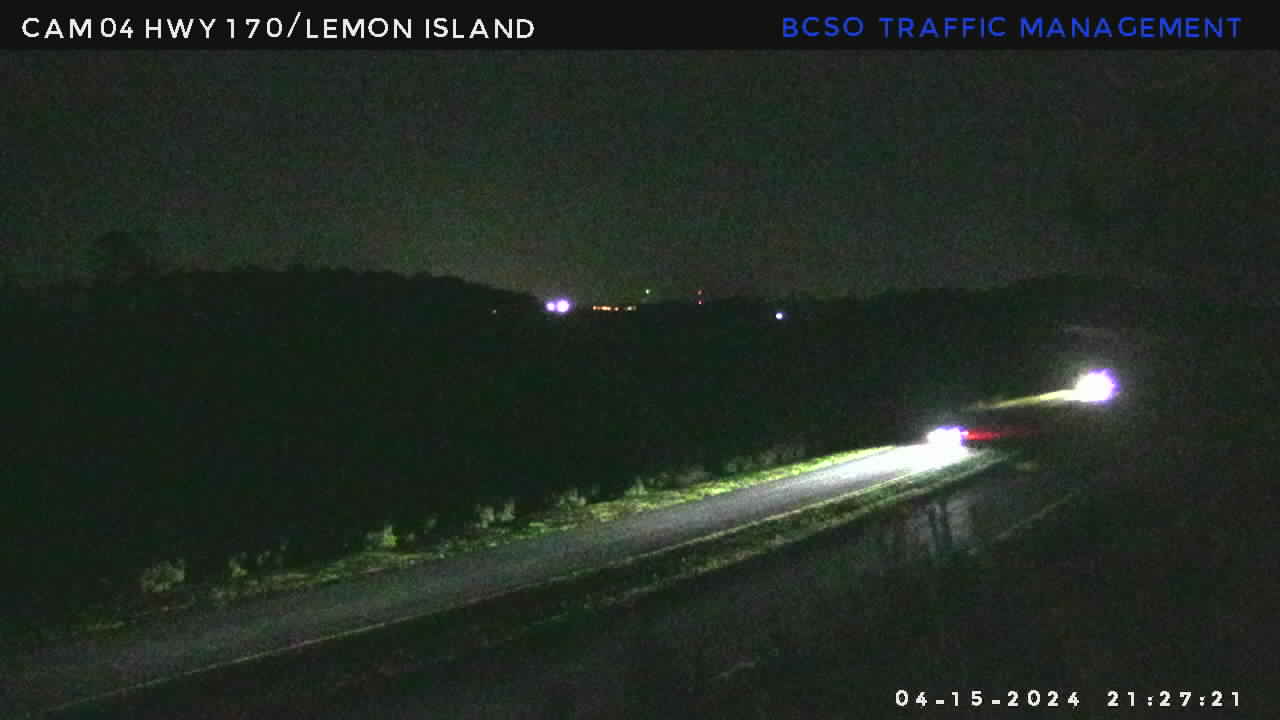 CAM04 HWY 170/LEMON ISLAND
BCSO TRAFFIC MANAGEMENT
04-15-2024 21:27:21